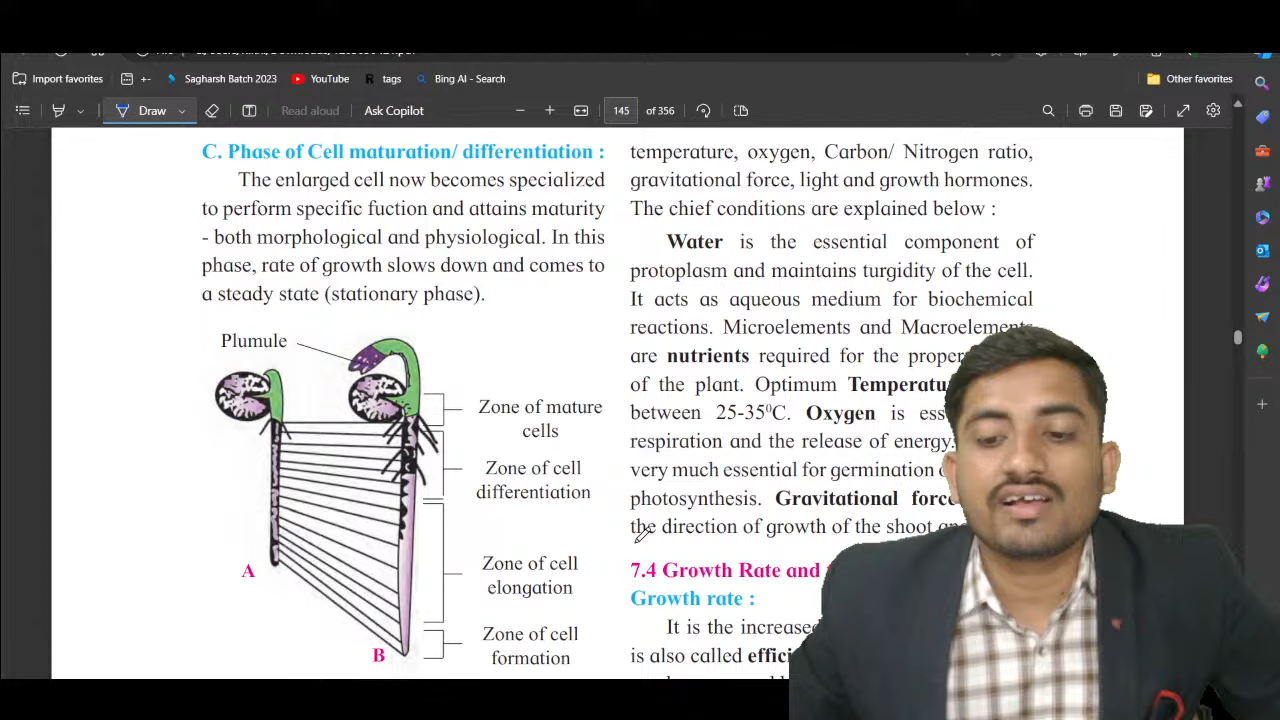 Import favorites
+-
Sagharsh Batch 2023
YouTube
tags
Bing AI - Search
Other favorites
Draw
Read aloud
Ask Copilot
145
of 356
C. Phase of Cell maturation/ differentiation :
The enlarged cell now becomes specialized
to perform specific fuction and attains maturity
- both morphological and physiological. In this
phase, rate of growth slows down and comes to
a steady state (stationary phase).
Plumule
Zone of mature
cells
Zone of cell
differentiation
Zone of cell
elongation
Zone of cell
formation
A
B
temperature, oxygen, Carbon/ Nitrogen ratio,
gravitational force, light and growth hormones.
The chief conditions are explained below :
Water is the essential component of
protoplasm and maintains turgidity of the cell.
It acts as aqueous medium for biochemical
reactions. Microelements and Macroelements
are nutrients required for the proper
of the plant. Optimum
between 25-35⁰C. Oxygen is
respiration and the release of energy.
very much essential for germination
photosynthesis. Gravitational force
the direction of growth of the shoot
7.4 Growth Rate and
Growth rate :
It is the increased
is also called